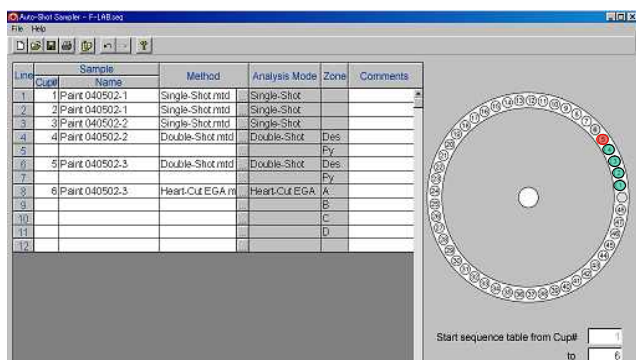 Auto-Shot Sampler - F-LAB.seq
File Help
Line Sample Method Analysis Mode Zone Comments
Cup# Name
1 1 Paint 040502-1 Single-Shot.mtd ... Single-Shot
2 2 Paint 040502-1 Single-Shot.mtd ... Single-Shot
3 3 Paint 040502-2 Single-Shot.mtd ... Single-Shot
4 4 Paint 040502-2 Double-Shot.mtd ... Double-Shot Des
5 Py
6 5 Paint 040502-3 Double-Shot.mtd ... Double-Shot Des
7 Py
8 6 Paint 040502-3 Heart-Cut EGA m ... Heart-Cut EGA A
9 B
10 C
11 D
12
Start sequence table from Cup# 1
to 6